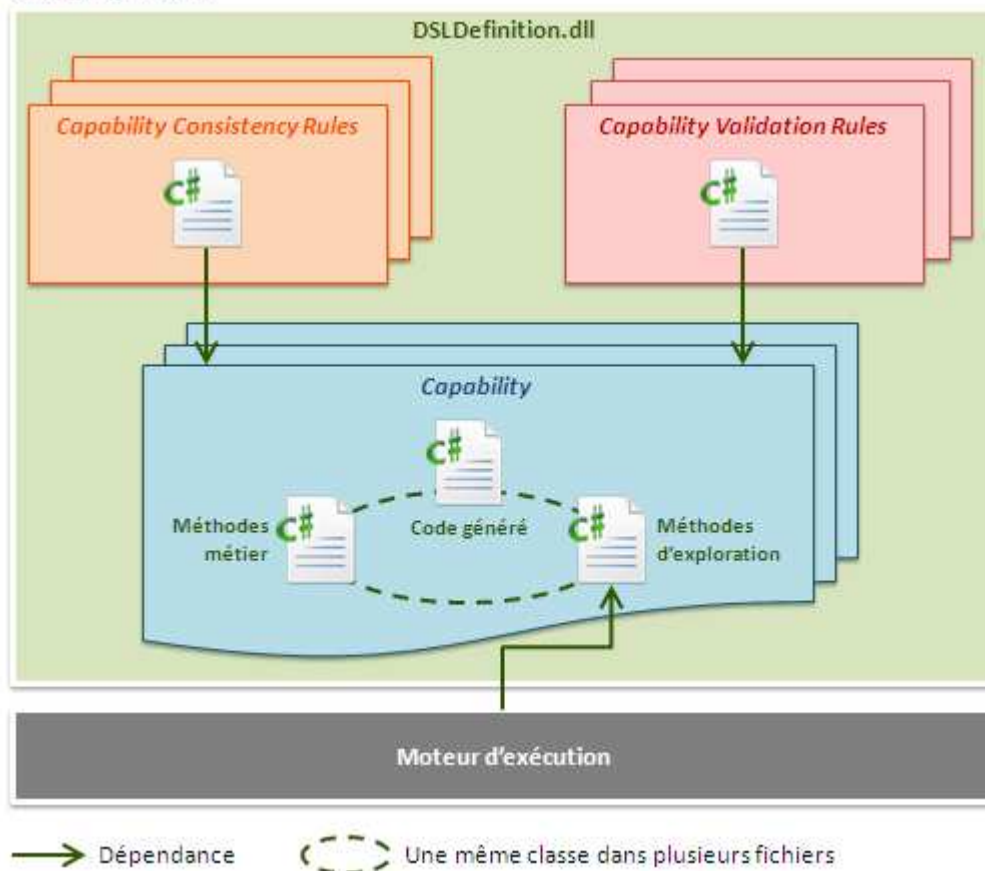 DSLDefinition.dll
Capability Consistency Rules
Capability Validation Rules
C#
C#
Capability
C#
Méthodes
métier
C#
Code généré
C#
Méthodes
d'exploration
Moteur d'exécution
Dépendance
Une même classe dans plusieurs fichiers